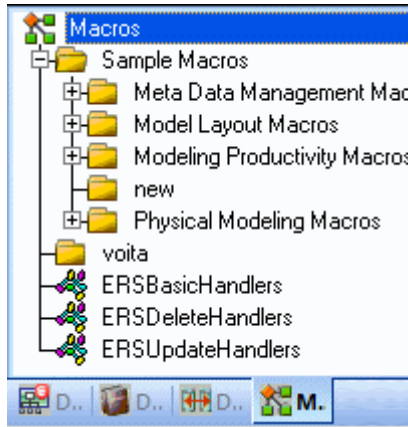 Macros
Sample Macros
Meta Data Management Mac
Model Layout Macros
Modeling Productivity Macros
new
Physical Modeling Macros
voita
ERSBasicHandlers
ERSDeleteHandlers
ERSUpdateHandlers
D.. D.. D.. M.